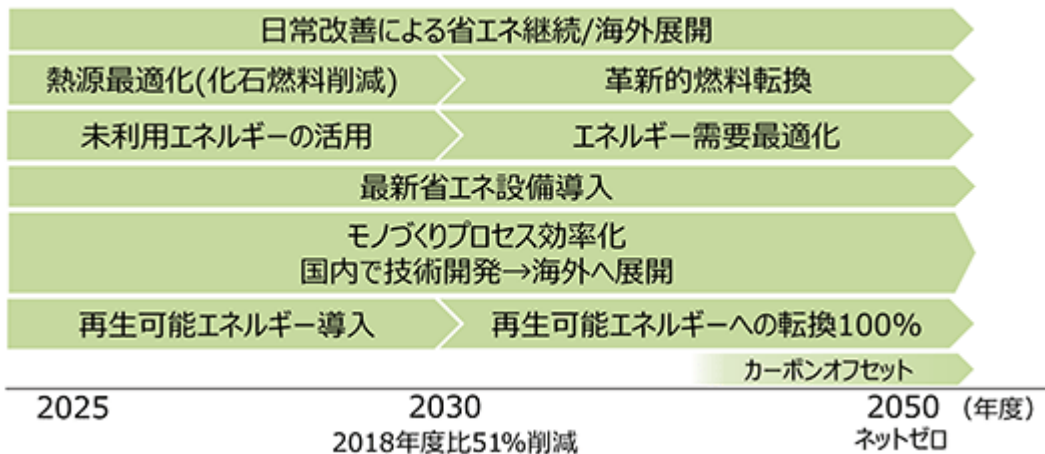 日常改善による省エネ継続/海外展開
熱源最適化(化石燃料削減) 革新的燃料転換
未利用エネルギーの活用 エネルギー需要最適化
最新省エネ設備導入
モノづくりプロセス効率化
国内で技術開発→海外へ展開
再生可能エネルギー導入 再生可能エネルギーへの転換100%
カーボンオフセット
2025 2030 2050 (年度)
2018年度比51%削減 ネットゼロ